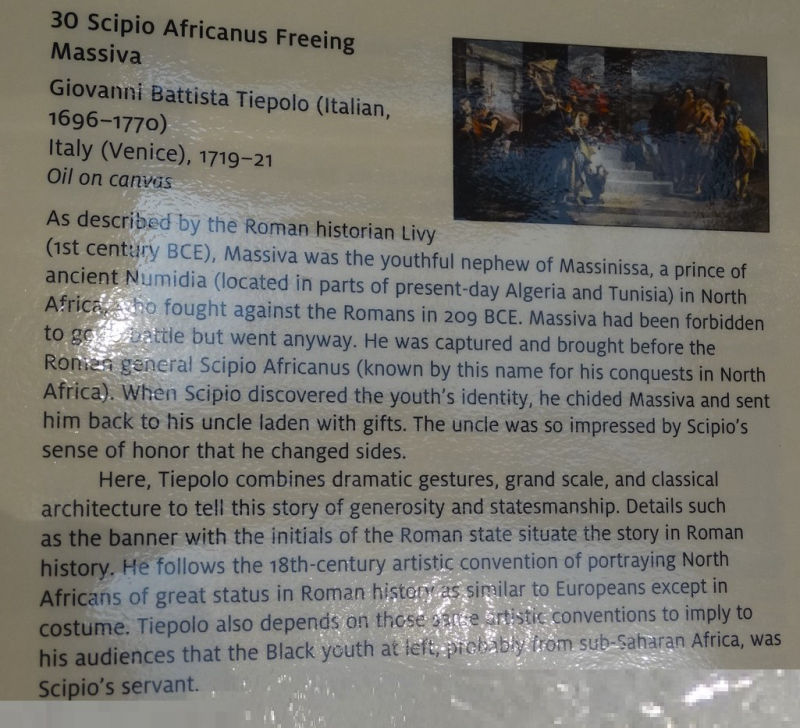 30 Scipio Africanus Freeing
Massiva
Giovanni Battista Tiepolo (Italian,
1696–1770)
Italy (Venice), 1719–21
Oil on canvas
As described by the Roman historian Livy
(1st century BCE), Massiva was the youthful nephew of Massinissa, a prince of
ancient Numidia (located in parts of present-day Algeria and Tunisia) in North
Africa, who fought against the Romans in 209 BCE. Massiva had been forbidden
to go battle but went anyway. He was captured and brought before the
Roman general Scipio Africanus (known by this name for his conquests in North
Africa). When Scipio discovered the youth's identity, he chided Massiva and sent
him back to his uncle laden with gifts. The uncle was so impressed by Scipio's
sense of honor that he changed sides.
Here, Tiepolo combines dramatic gestures, grand scale, and classical
architecture to tell this story of generosity and statesmanship. Details such
as the banner with the initials of the Roman state situate the story in Roman
history. He follows the 18th-century artistic convention of portraying North
Africans of great status in Roman history as similar to Europeans except in
costume. Tiepolo also depends on those same artistic conventions to imply to
his audiences that the Black youth at left, probably from sub-Saharan Africa, was
Scipio's servant.